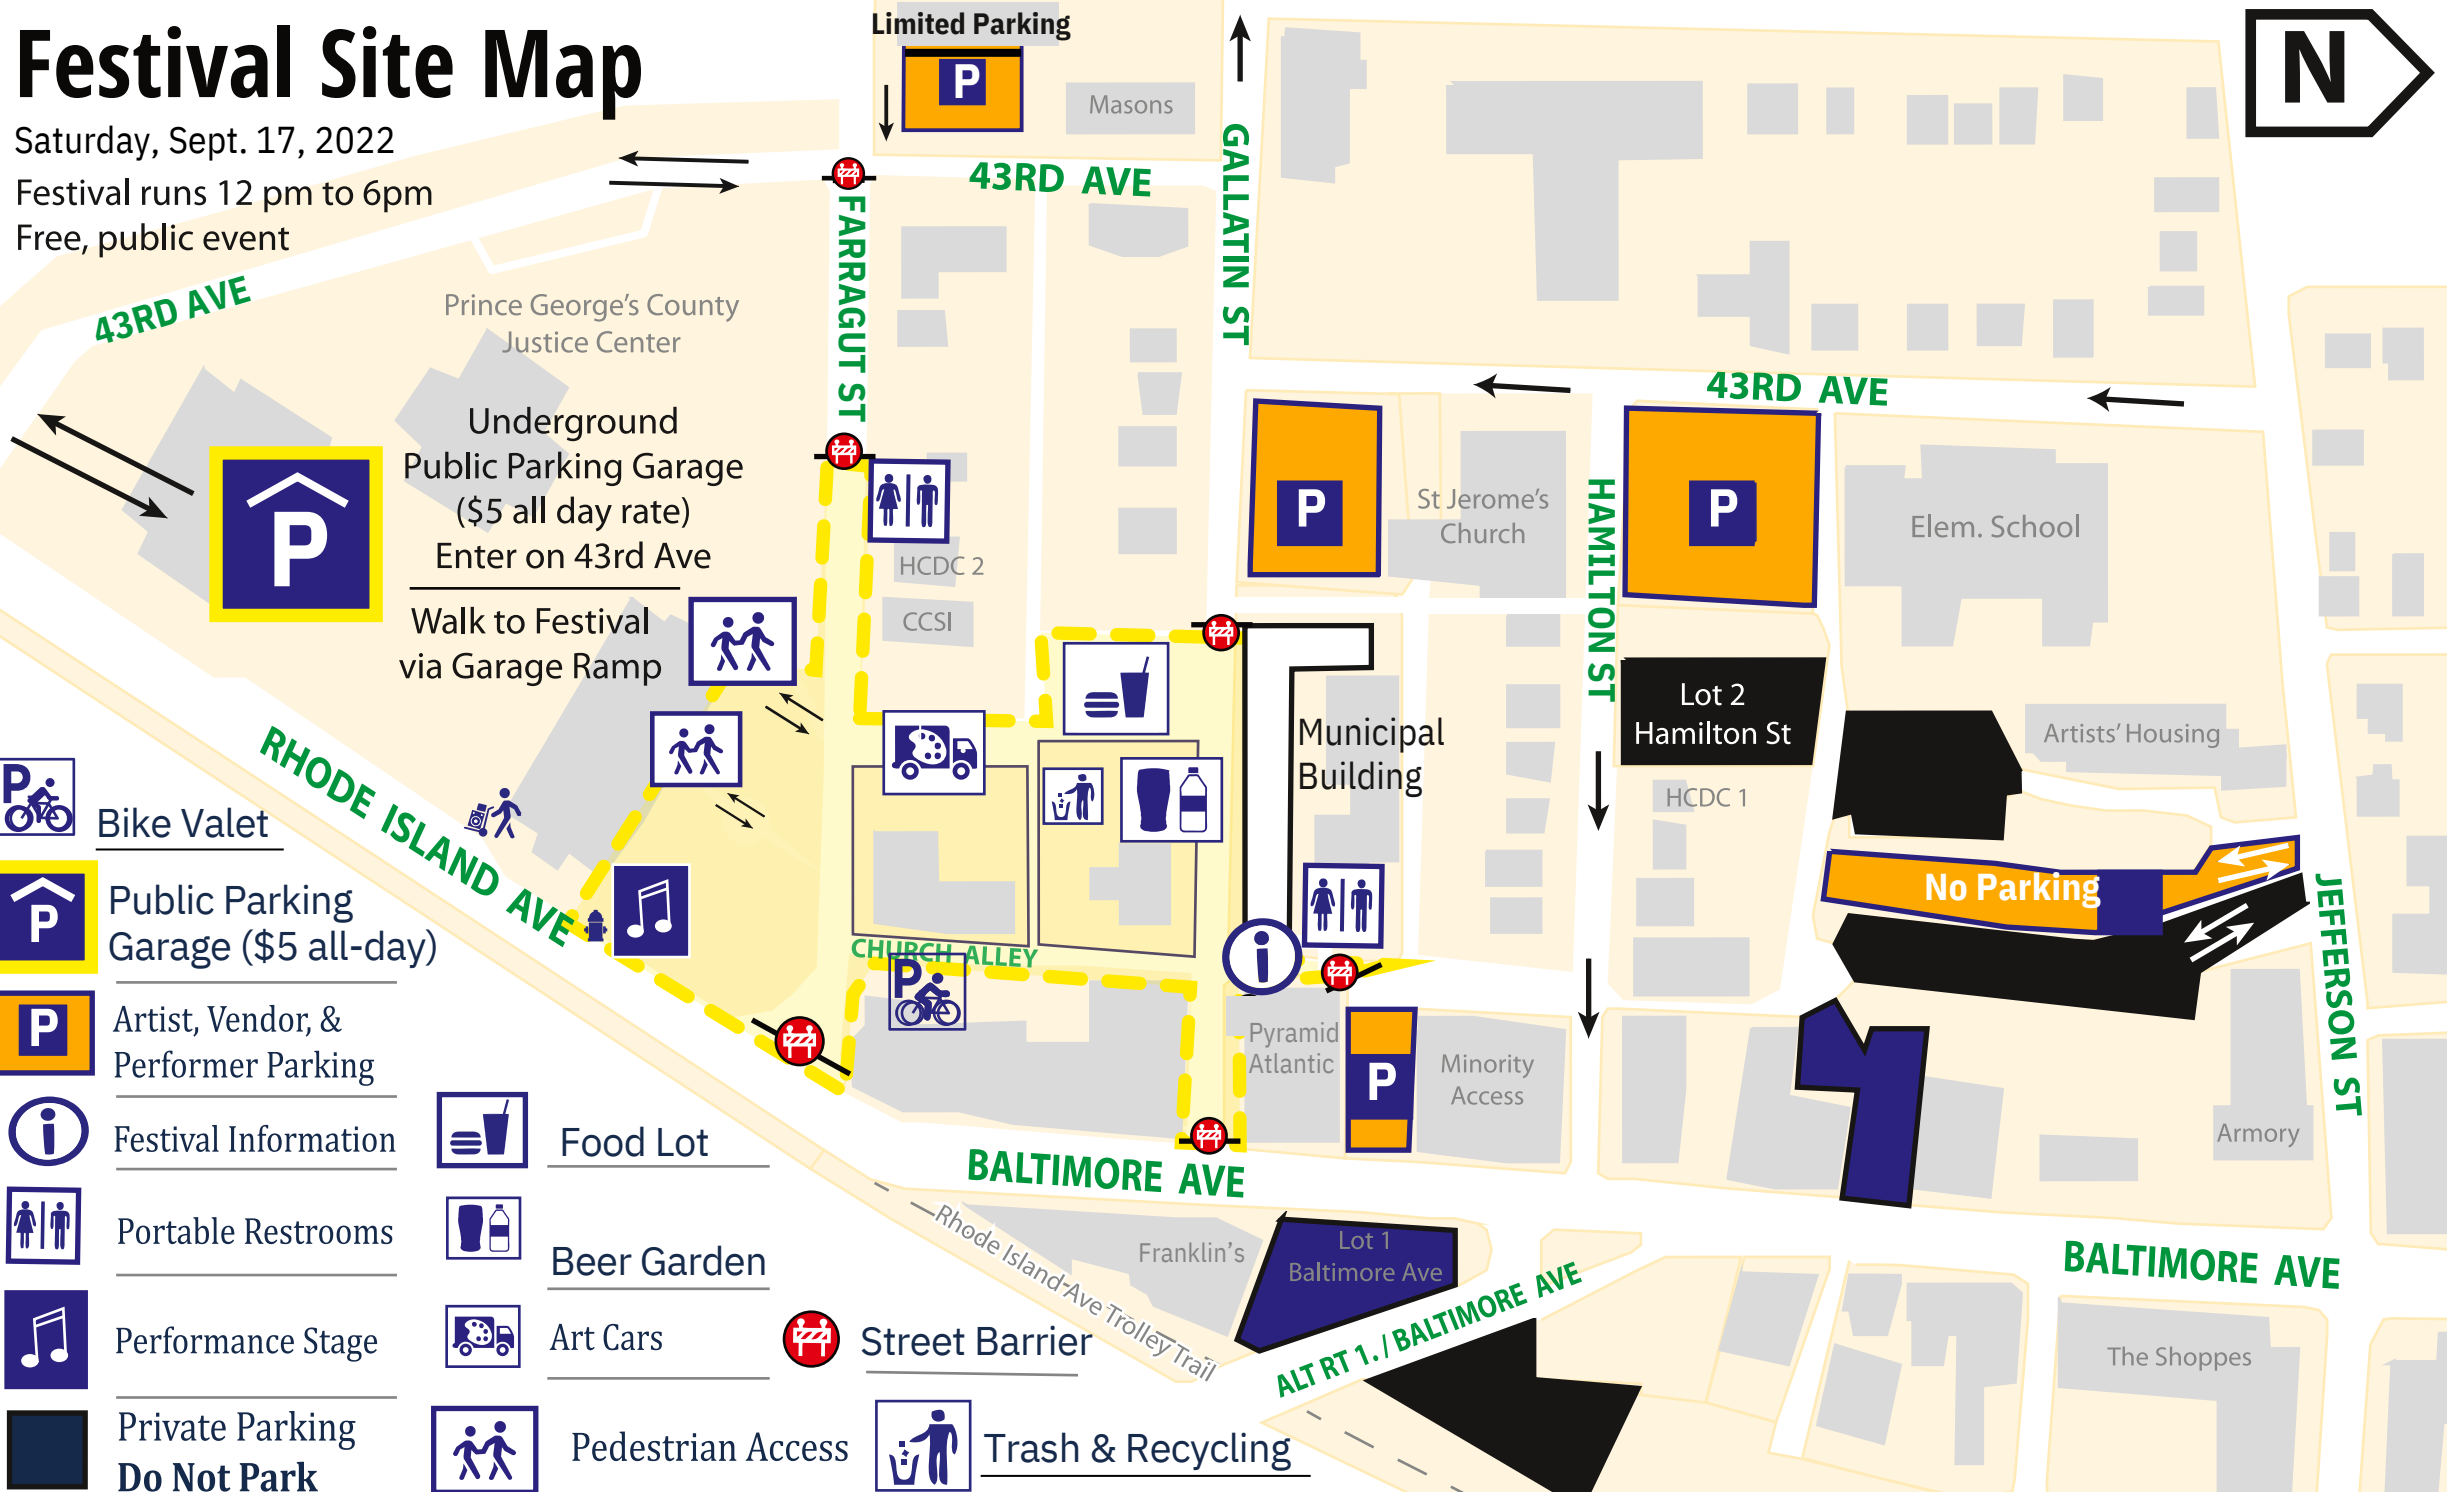 Festival Site Map
Saturday, Sept. 17, 2022
Festival runs 12 pm to 6pm
Free, public event
Limited Parking
P
Masons
N
43RD AVE
GALLATIN ST
FARRAGUT ST
43RD AVE
Prince George's County
Justice Center
43RD AVE
Underground
Public Parking Garage
($5 all day rate)
Enter on 43rd Ave
Walk to Festival
via Garage Ramp
P
HCDC 2
CCSI
P
St Jerome's
Church
HAMILTON ST
P
Elem. School
Lot 2
Hamilton St
Artists' Housing
HCDC 1
Municipal
Building
No Parking
JEFFERSON ST
RHODE ISLAND AVE
CHURCH ALLEY
P
i
Pyramid
Atlantic
P
Minority
Access
Armory
BALTIMORE AVE
BALTIMORE AVE
Rhode Island Ave Trolley Trail
Franklin's
Lot 1
Baltimore Ave
ALT RT 1. / BALTIMORE AVE
The Shoppes
P
Bike Valet
P
Public Parking
Garage ($5 all-day)
P
Artist, Vendor, &
Performer Parking
i
Festival Information
Portable Restrooms
Performance Stage
Private Parking
Do Not Park
Food Lot
Beer Garden
Art Cars
Pedestrian Access
Street Barrier
Trash & Recycling